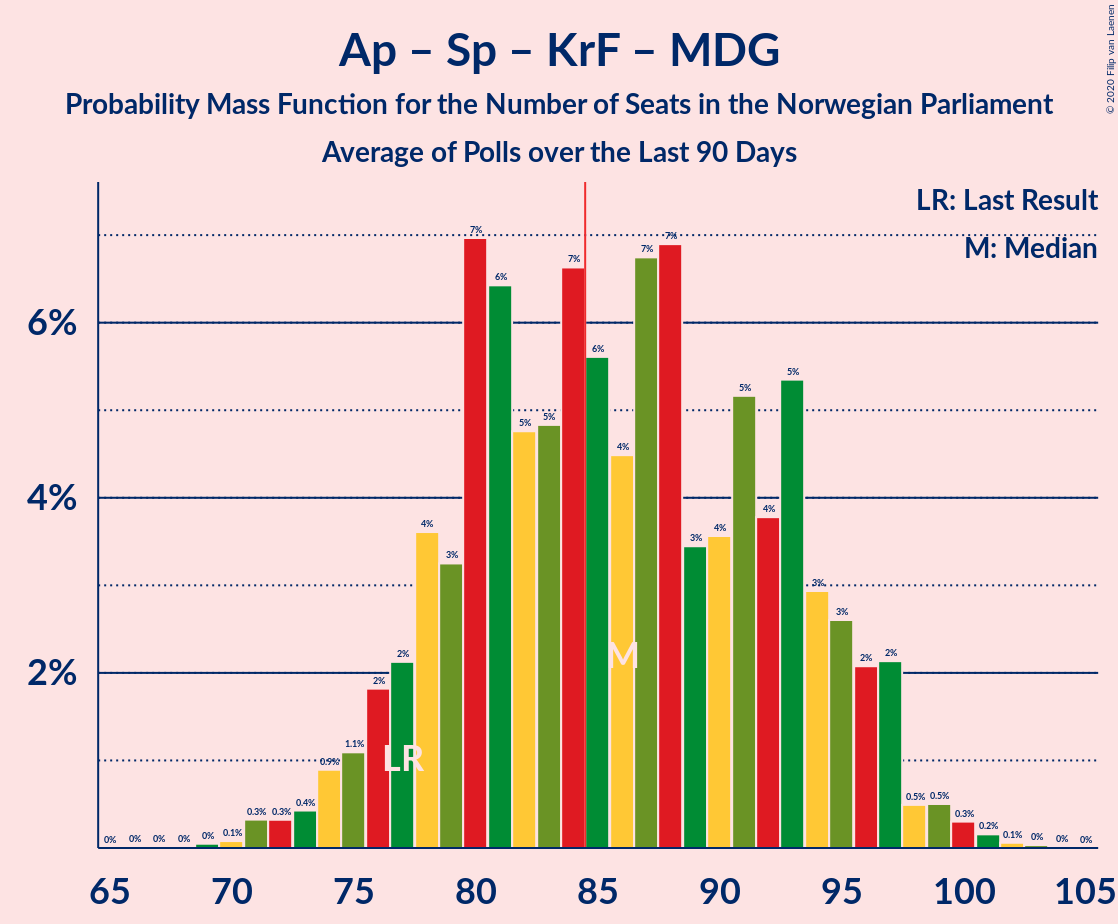 Ap – Sp – KrF – MDG
Probability Mass Function for the Number of Seats in the Norwegian Parliament
Average of Polls over the Last 90 Days
© 2020 Filip van Laenen
LR: Last Result
M: Median
6%
4%
2%
0% 0% 0% 0% 0% 0.1% 0.3% 0.3% 0.4% 0.9% 1.1% 2% 2% 4% 3% 7% 6% 5% 5% 7% 6% 4% 7% 7% 3% 4% 5% 4% 5% 3% 3% 2% 2% 0.5% 0.5% 0.3% 0.2% 0.1% 0% 0% 0%
M
LR
65 70 75 80 85 90 95 100 105